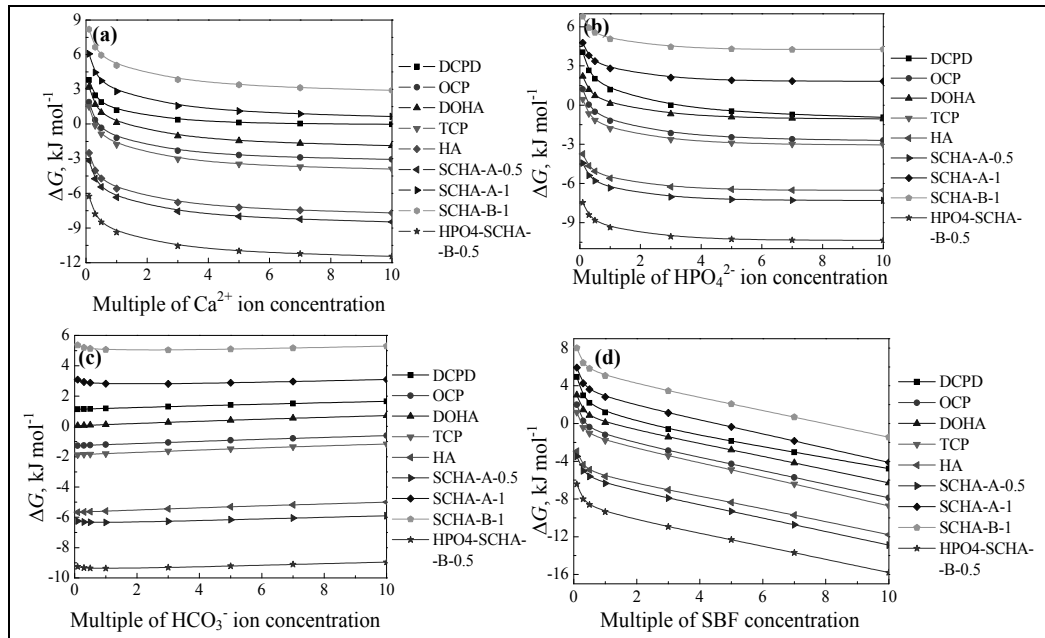 (a)
9
6
3
0
-3
-6
-9
-12
ΔG, kJ mol⁻¹
0 2 4 6 8 10
Multiple of Ca²⁺ ion concentration
DCPD
OCP
DOHA
TCP
HA
SCHA-A-0.5
SCHA-A-1
SCHA-B-1
HPO4-SCHA-
-B-0.5
(b)
6
3
0
-3
-6
-9
ΔG, kJ mol⁻¹
0 2 4 6 8 10
Multiple of HPO₄²⁻ ion concentration
DCPD
OCP
DOHA
TCP
HA
SCHA-A-0.5
SCHA-A-1
SCHA-B-1
HPO4-SCHA-
-B-0.5
(c)
6
4
2
0
-2
-4
-6
-8
-10
ΔG, kJ mol⁻¹
0 2 4 6 8 10
Multiple of HCO₃⁻ ion concentration
DCPD
OCP
DOHA
TCP
HA
SCHA-A-0.5
SCHA-A-1
SCHA-B-1
HPO4-SCHA-
-B-0.5
(d)
8
4
0
-4
-8
-12
-16
ΔG, kJ mol⁻¹
0 2 4 6 8 10
Multiple of SBF concentration
DCPD
OCP
DOHA
TCP
HA
SCHA-A-0.5
SCHA-A-1
SCHA-B-1
HPO4-SCHA-
-B-0.5